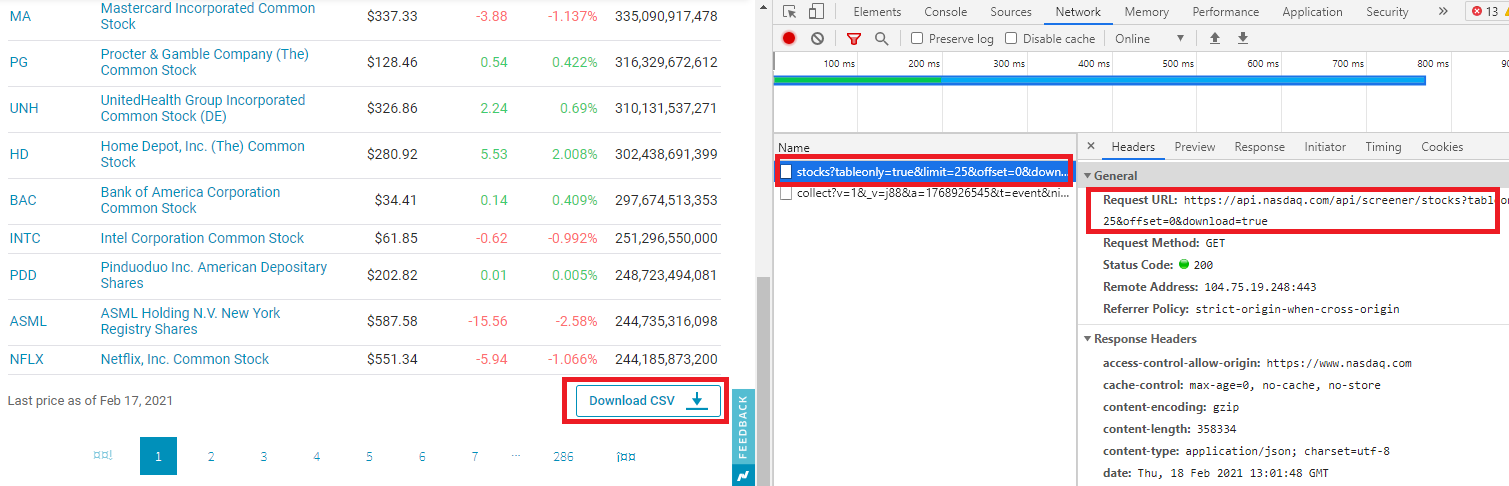 MA Mastercard Incorporated Common Stock $337.33 -3.88 -1.137% 335,090,917,478
PG Procter & Gamble Company (The) Common Stock $128.46 0.54 0.422% 316,329,672,612
UNH UnitedHealth Group Incorporated Common Stock (DE) $326.86 2.24 0.69% 310,131,537,271
HD Home Depot, Inc. (The) Common Stock $280.92 5.53 2.008% 302,438,691,399
BAC Bank of America Corporation Common Stock $34.41 0.14 0.409% 297,674,513,353
INTC Intel Corporation Common Stock $61.85 -0.62 -0.992% 251,296,550,000
PDD Pinduoduo Inc. American Depositary Shares $202.82 0.01 0.005% 248,723,494,081
ASML ASML Holding N.V. New York Registry Shares $587.58 -15.56 -2.58% 244,735,316,098
NFLX Netflix, Inc. Common Stock $551.34 -5.94 -1.066% 244,185,873,200
Last price as of Feb 17, 2021
Download CSV
¤¤! 1 2 3 4 5 6 7 ... 286 î¤¤
FEEDBACK
Elements Console Sources Network Memory Performance Application Security » 13
Preserve log Disable cache Online ▼
100 ms 200 ms 300 ms 400 ms 500 ms 600 ms 700 ms 800 ms 90
Name
stocks?tableonly=true&limit=25&offset=0&down...
collect?v=1&_v=j88&a=1768926545&t=event&ni...
× Headers Preview Response Initiator Timing Cookies
General
Request URL: https://api.nasdaq.com/api/screener/stocks?tableo
25&offset=0&download=true
Request Method: GET
Status Code: 200
Remote Address: 104.75.19.248:443
Referrer Policy: strict-origin-when-cross-origin
Response Headers
access-control-allow-origin: https://www.nasdaq.com
cache-control: max-age=0, no-cache, no-store
content-encoding: gzip
content-length: 358334
content-type: application/json; charset=utf-8
date: Thu, 18 Feb 2021 13:01:48 GMT